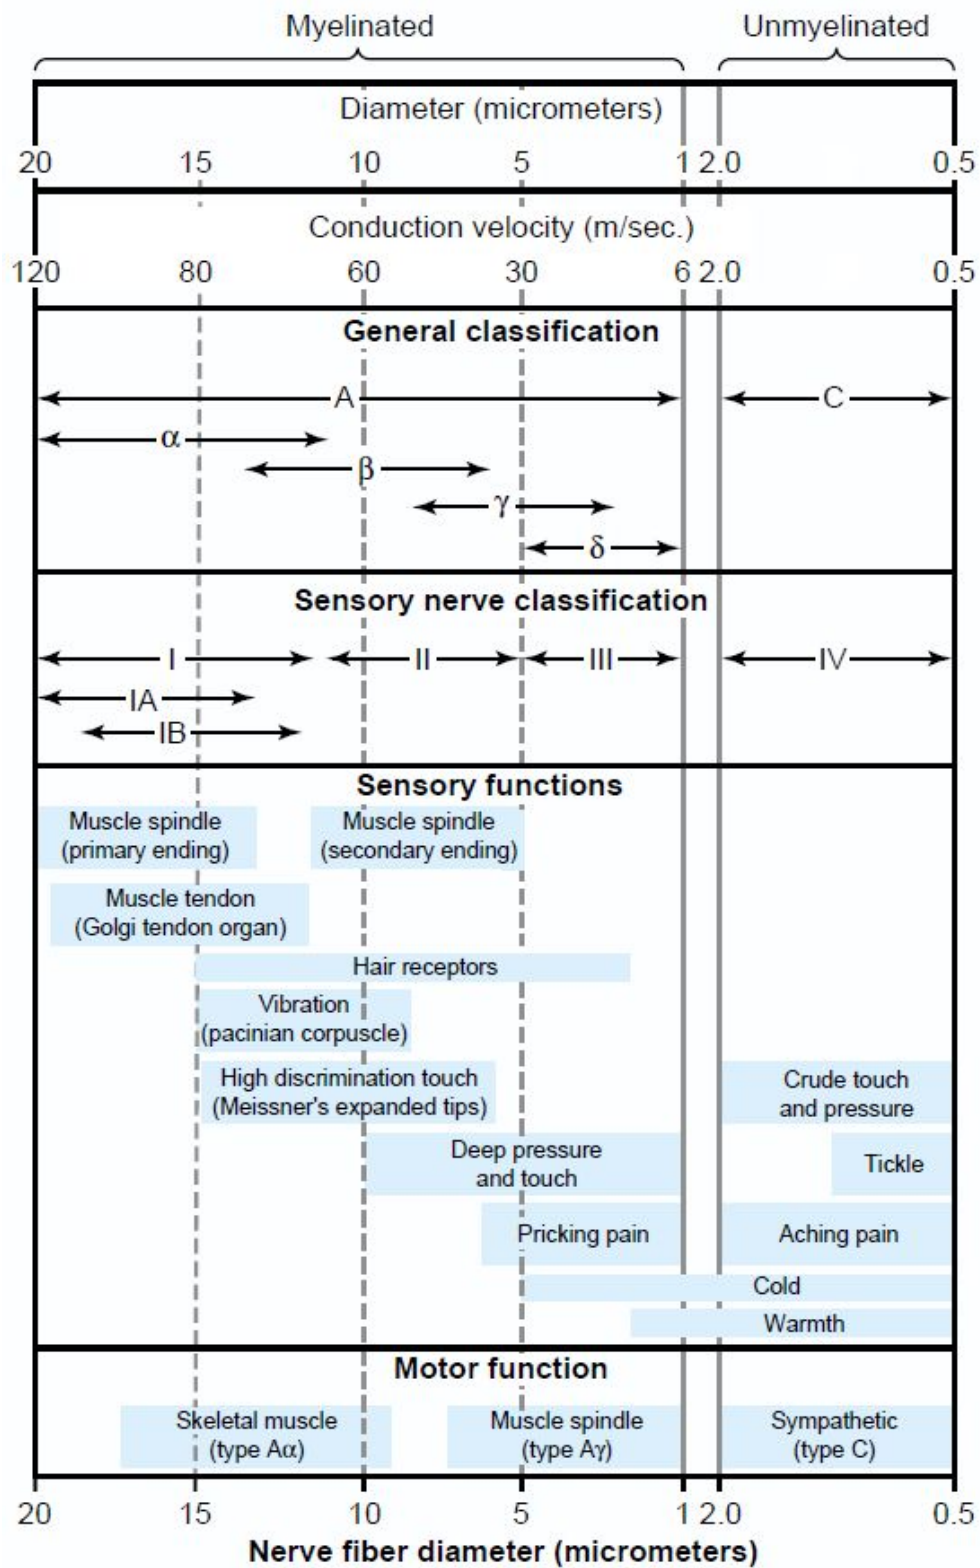 Myelinated Unmyelinated
Diameter (micrometers)
20 15 10 5 1 2.0 0.5
Conduction velocity (m/sec.)
120 80 60 30 6 2.0 0.5
General classification
A C
α
β
γ
δ
Sensory nerve classification
I II III IV
IA
IB
Sensory functions
Muscle spindle
(primary ending)
Muscle spindle
(secondary ending)
Muscle tendon
(Golgi tendon organ)
Hair receptors
Vibration
(pacinian corpuscle)
High discrimination touch
(Meissner's expanded tips)
Crude touch
and pressure
Deep pressure
and touch
Tickle
Pricking pain
Aching pain
Cold
Warmth
Motor function
Skeletal muscle
(type Aα)
Muscle spindle
(type Aγ)
Sympathetic
(type C)
20 15 10 5 1 2.0 0.5
Nerve fiber diameter (micrometers)